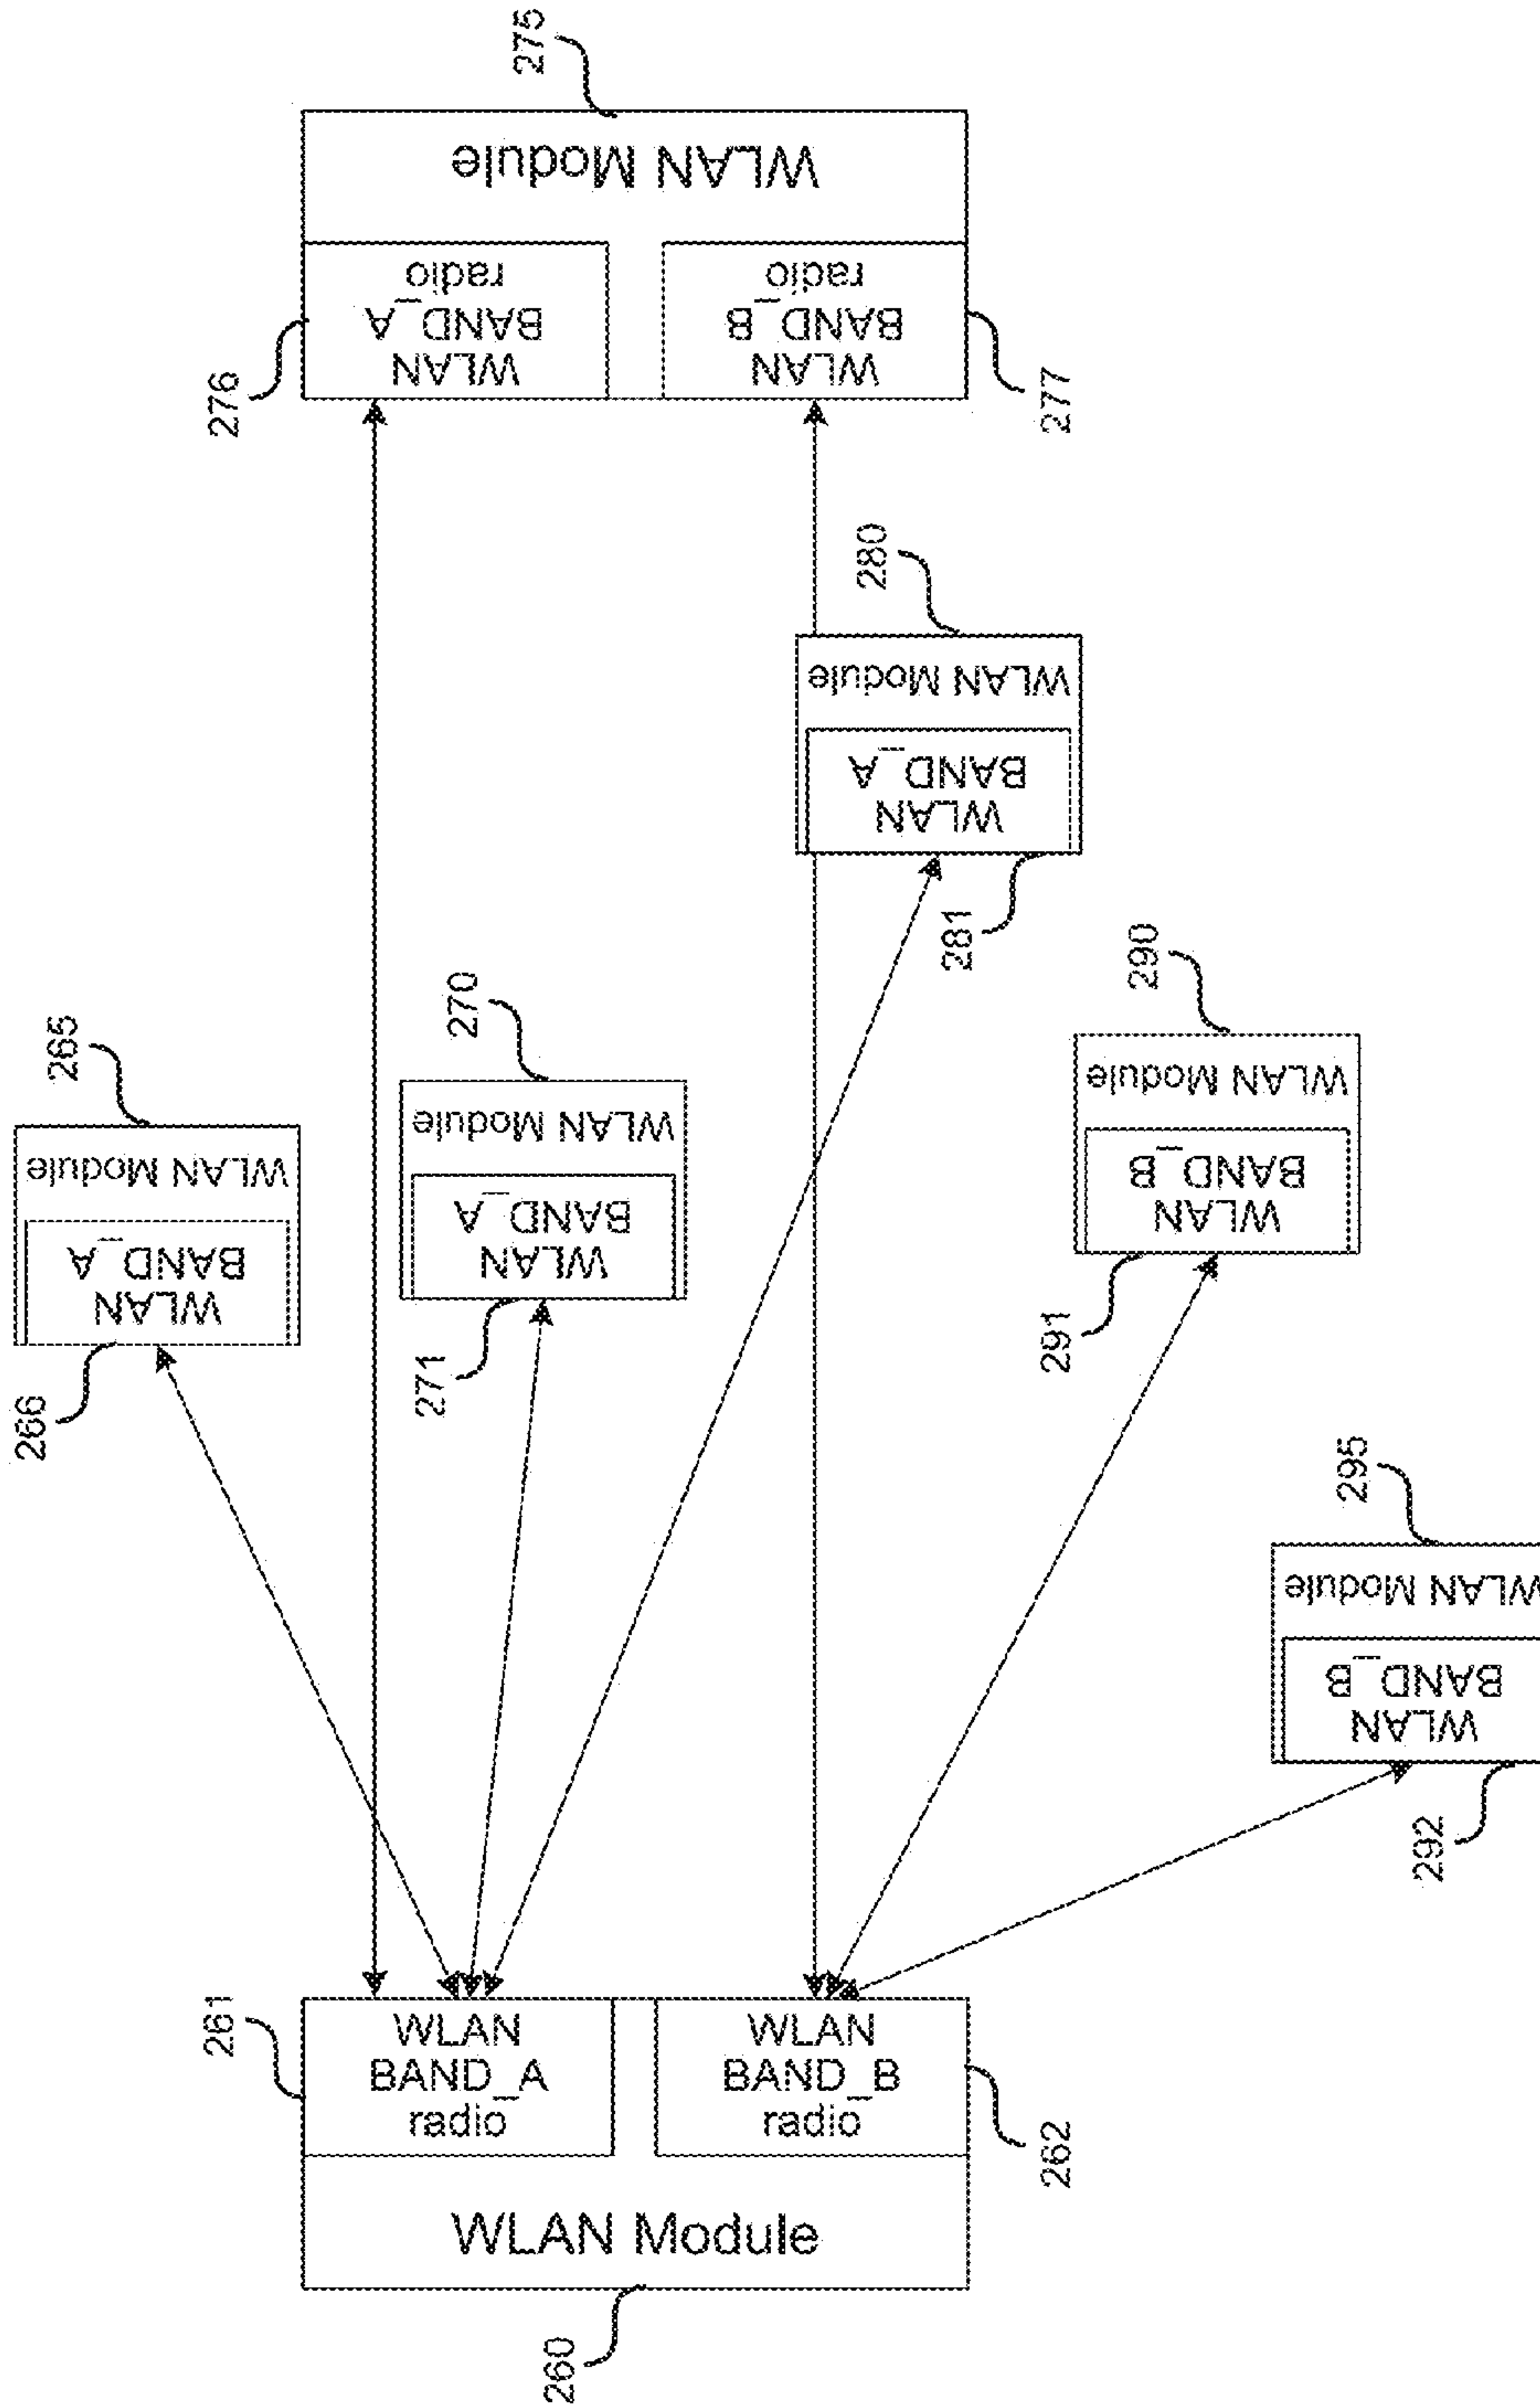 275
WLAN Module
276
WLAN
BAND_A
radio
WLAN
BAND_B
radio
277
280
WLAN Module
WLAN
BAND_A
281
265
WLAN Module
WLAN
BAND_A
266
270
WLAN Module
WLAN
BAND_A
271
290
WLAN Module
WLAN
BAND_B
291
295
WLAN Module
WLAN
BAND_B
292
261
WLAN
BAND_A
radio
WLAN
BAND_B
radio
262
WLAN Module
260